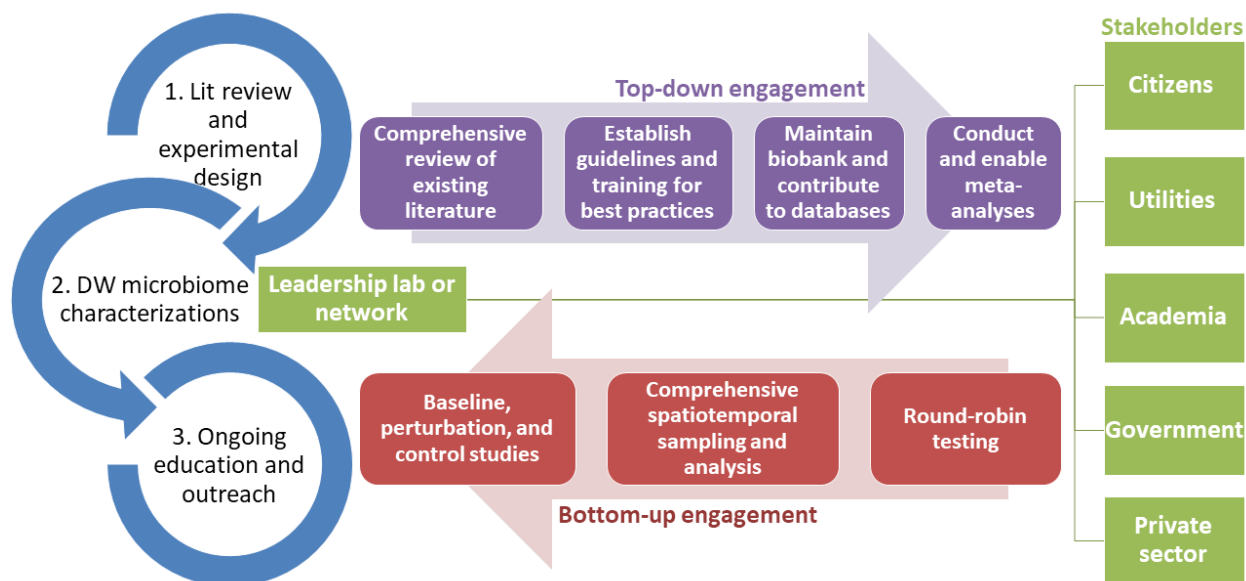 1. Lit review
and
experimental
design
2. DW microbiome
characterizations
3. Ongoing
education and
outreach
Top-down engagement
Comprehensive
review of
existing
literature
Establish
guidelines and
training for
best practices
Maintain
biobank and
contribute
to databases
Conduct
and enable
meta-
analyses
Leadership lab or
network
Baseline,
perturbation, and
control studies
Comprehensive
spatiotemporal
sampling and
analysis
Round-robin
testing
Bottom-up engagement
Stakeholders
Citizens
Utilities
Academia
Government
Private
sector